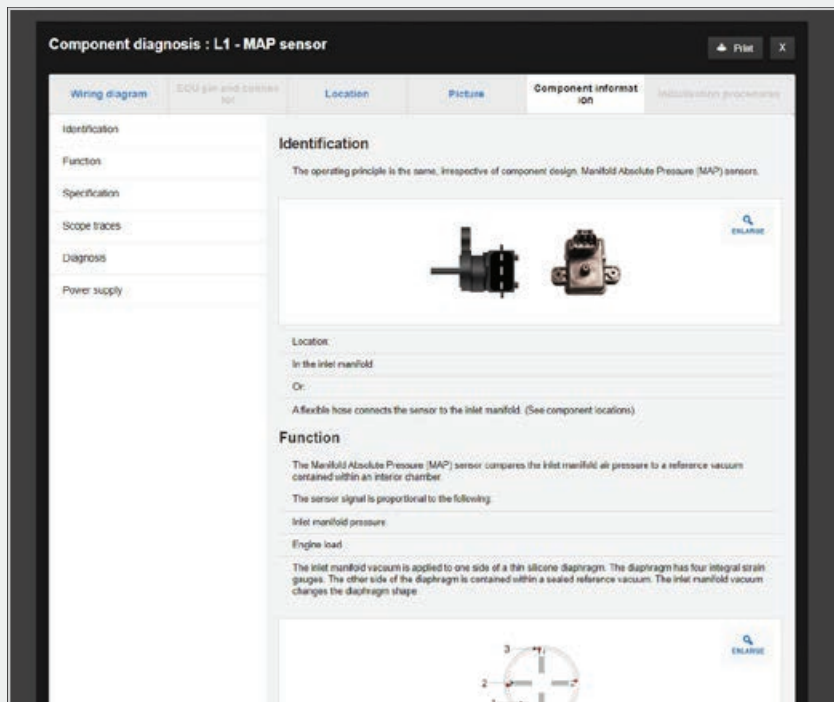 Component diagnosis : L1 - MAP sensor
Print
X
Wiring diagram
ECU pin and connec
tor
Location
Picture
Component informat
ion
Initialisation procedures
Identification
Function
Specification
Scope traces
Diagnosis
Power supply
Identification
The operating principle is the same, irrespective of component design. Manifold Absolute Pressure (MAP) sensors.
ENLARGE
Location:
In the inlet manifold
Or:
A flexible hose connects the sensor to the inlet manifold. (See component locations)
Function
The Manifold Absolute Pressure (MAP) sensor compares the inlet manifold air pressure to a reference vacuum
contained within an interior chamber.
The sensor signal is proportional to the following:
Inlet manifold pressure
Engine load
The inlet manifold vacuum is applied to one side of a thin silicone diaphragm. The diaphragm has four integral strain
gauges. The other side of the diaphragm is contained within a sealed reference vacuum. The inlet manifold vacuum
changes the diaphragm shape
ENLARGE
3
2